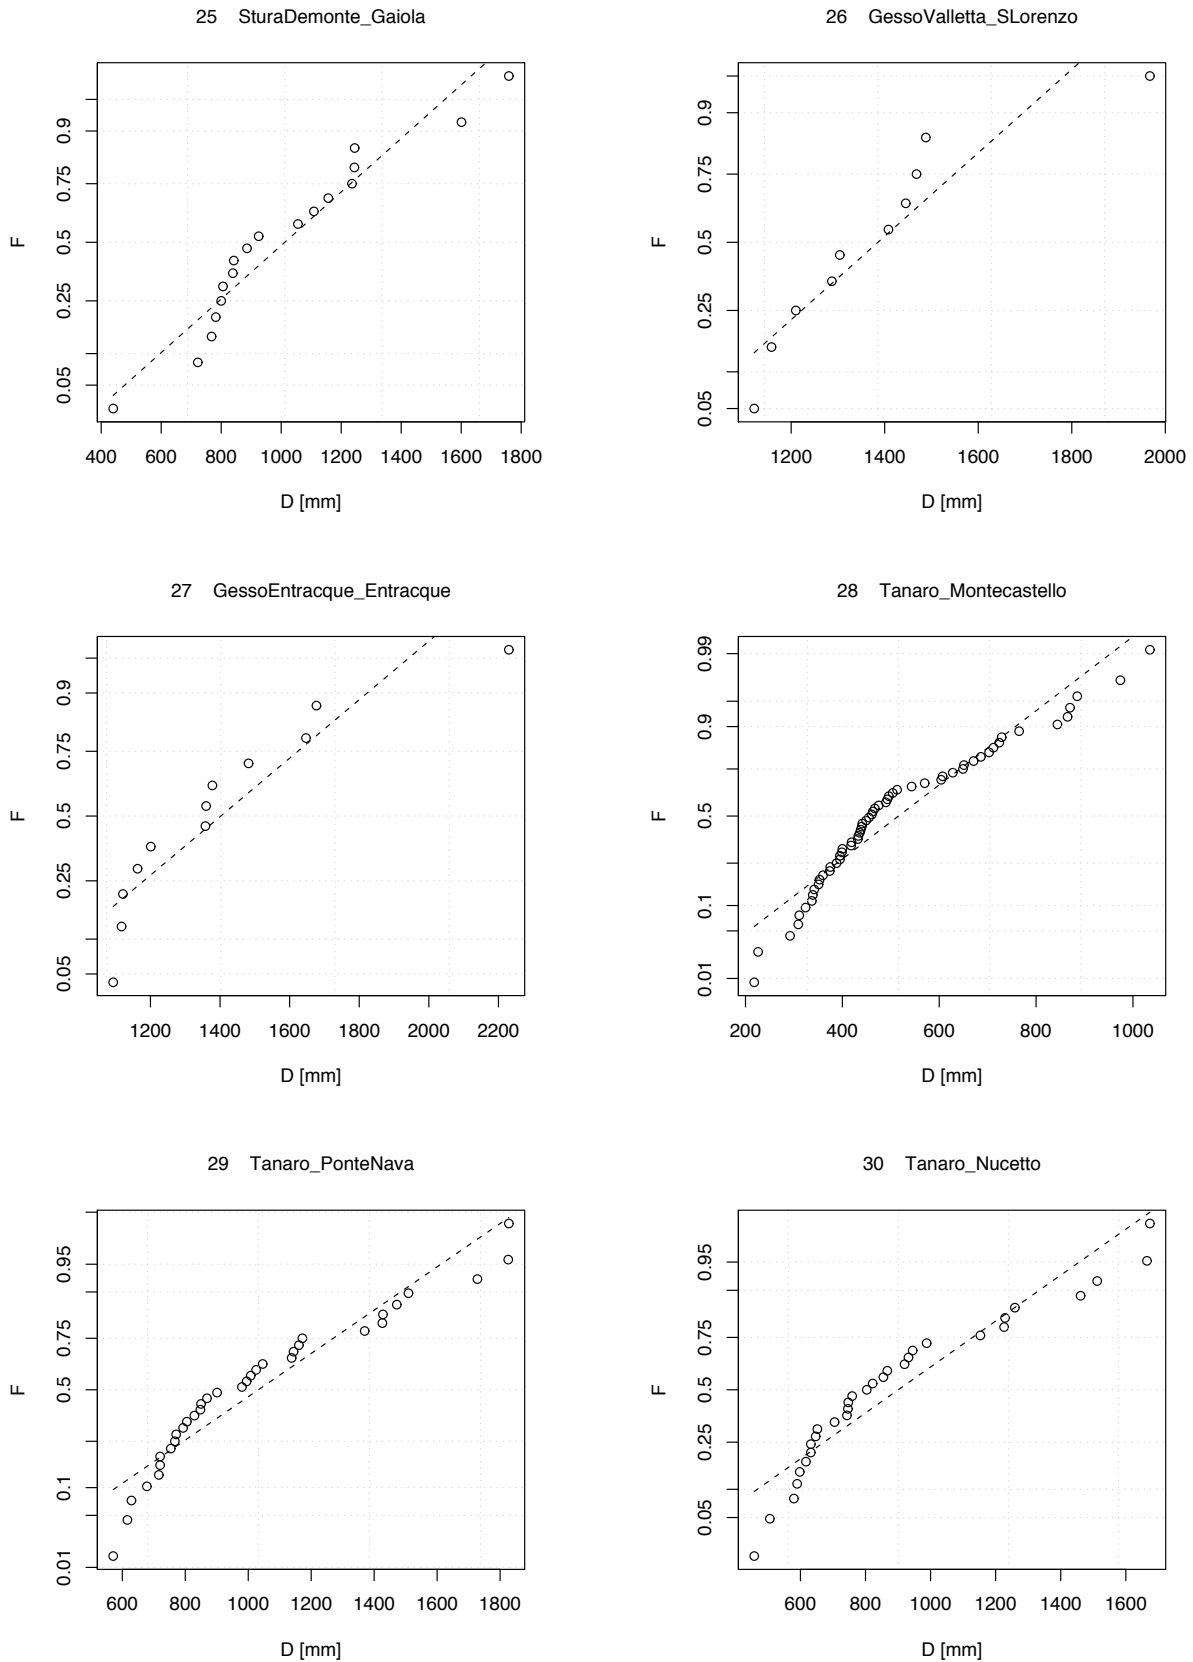 25 SturaDemonte_Gaiola
F
0.05 0.25 0.5 0.75 0.9
400 600 800 1000 1200 1400 1600 1800
D [mm]
26 GessoValletta_SLorenzo
F
0.05 0.25 0.5 0.75 0.9
1200 1400 1600 1800 2000
D [mm]
27 GessoEntracque_Entracque
F
0.05 0.25 0.5 0.75 0.9
1200 1400 1600 1800 2000 2200
D [mm]
28 Tanaro_Montecastello
F
0.01 0.1 0.5 0.9 0.99
200 400 600 800 1000
D [mm]
29 Tanaro_PonteNava
F
0.01 0.1 0.5 0.75 0.95
600 800 1000 1200 1400 1600 1800
D [mm]
30 Tanaro_Nucetto
F
0.05 0.25 0.5 0.75 0.95
600 800 1000 1200 1400 1600
D [mm]